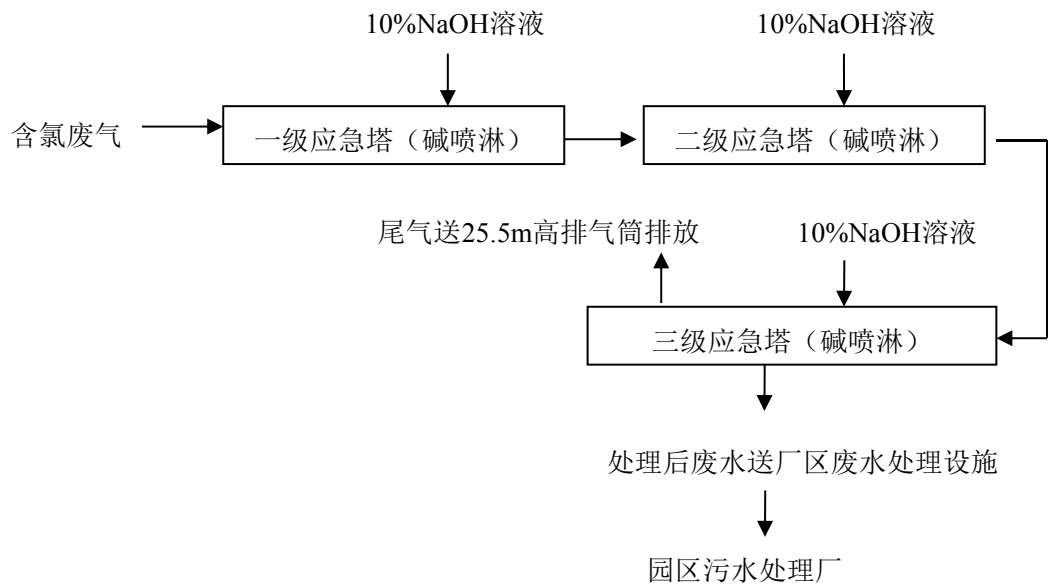 10%NaOH溶液
10%NaOH溶液
含氯废气
一级应急塔（碱喷淋）
二级应急塔（碱喷淋）
尾气送25.5m高排气筒排放
10%NaOH溶液
三级应急塔（碱喷淋）
处理后废水送厂区废水处理设施
园区污水处理厂